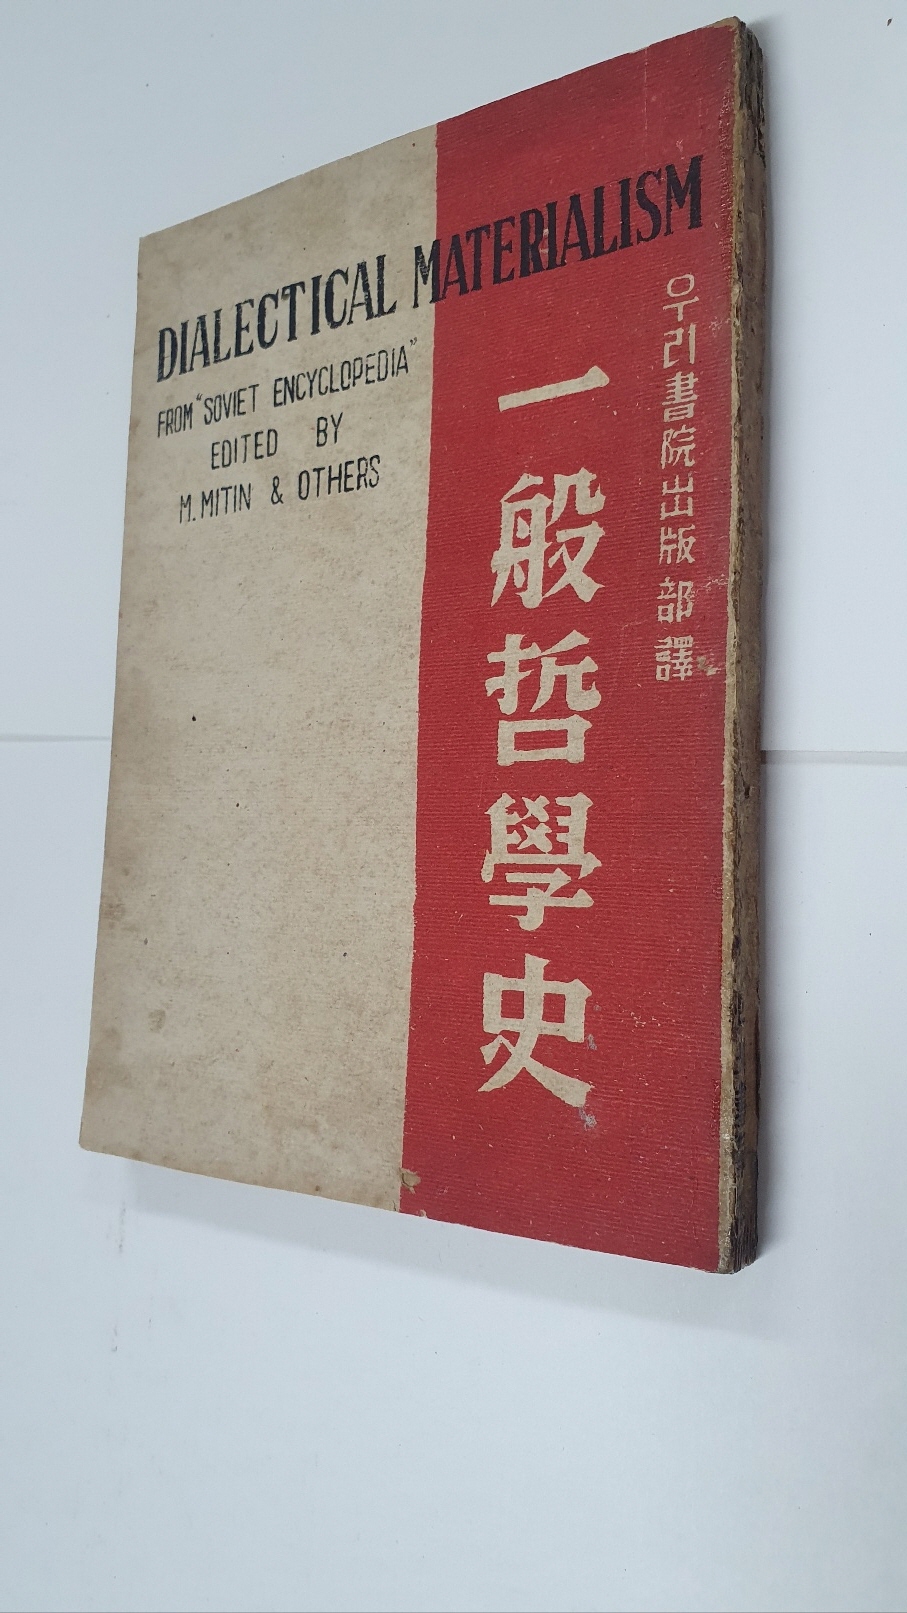 DIALECTICAL MATERIALISM
FROM "SOVIET ENCYCLOPEDIA"
EDITED BY
M. MITIN & OTHERS
우리書院出版部譯
一般哲學史